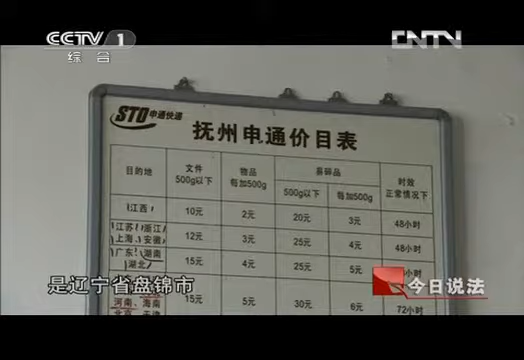 CCTV 1
综合
CNTV
STO 申通快递
抚州申通价目表
目的地 文件 500g以下 物品 每加500g 易碎品 500g以下 每加500g 时效 正常情况下
江西 10元 2元 20元 3元 48小时
江苏 浙江
上海、安徽 12元 3元 25元 4元 48小时
广东 湖南
湖北 15元 4元 25元 5元
河南、海南 15元 5元 30元 6元 72小时
是辽宁省盘锦市
今日说法